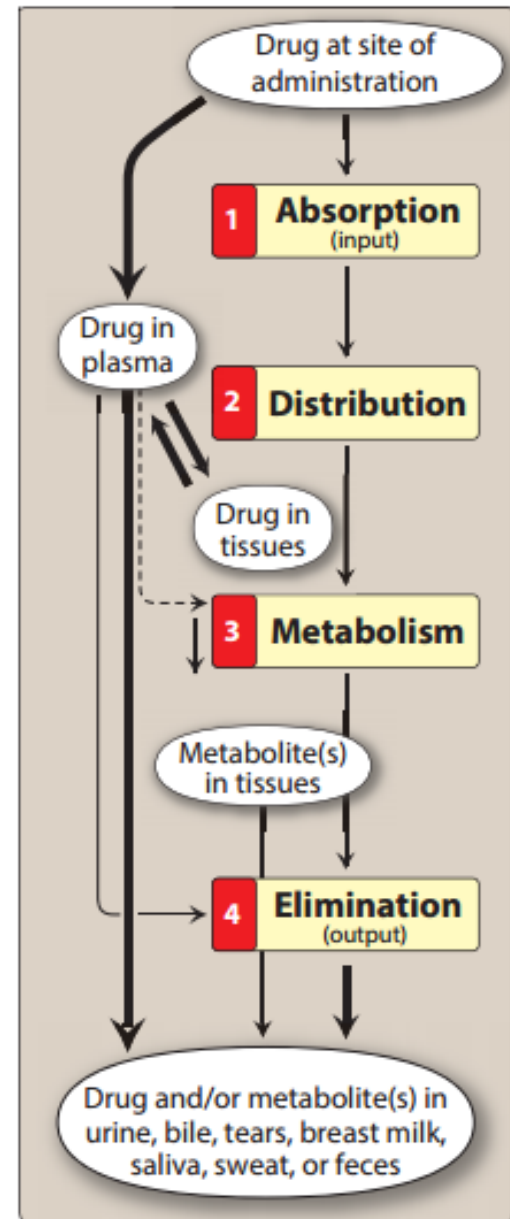 Drug at site of
administration
1
Absorption
(input)
Drug in
plasma
2
Distribution
Drug in
tissues
3
Metabolism
Metabolite(s)
in tissues
4
Elimination
(output)
Drug and/or metabolite(s) in
urine, bile, tears, breast milk,
saliva, sweat, or feces